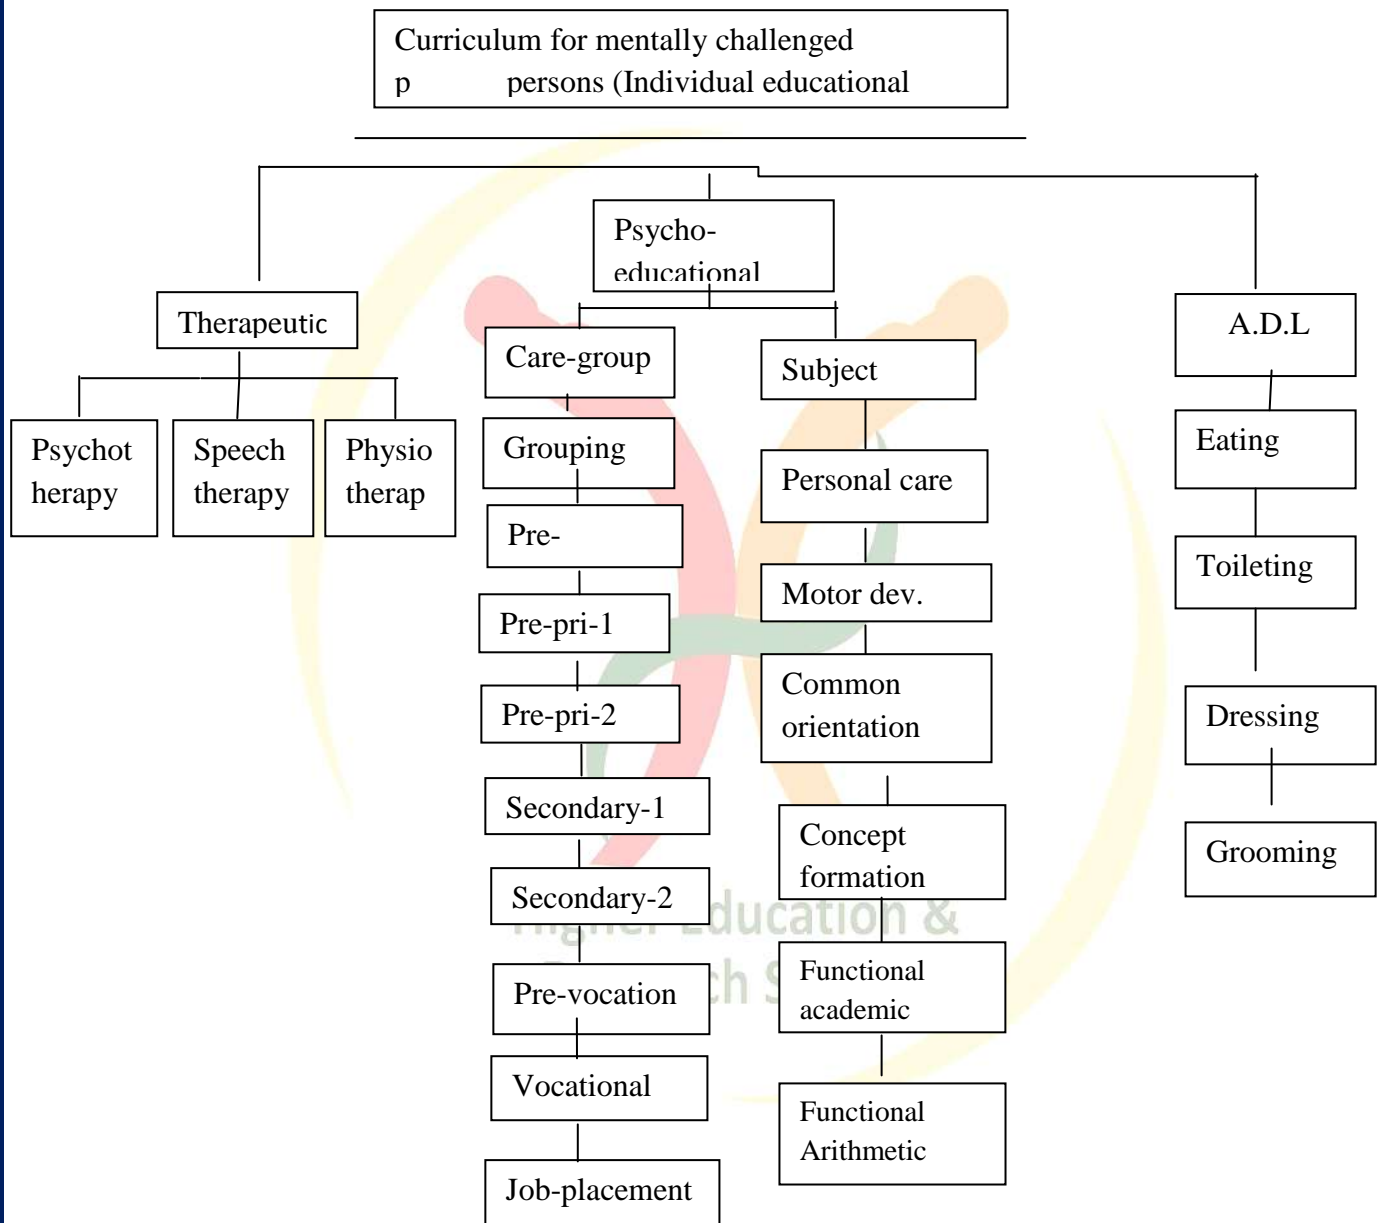 Curriculum for mentally challenged
p persons (Individual educational
Psycho-
educational
Therapeutic
A.D.L
Care-group
Subject
Psychot
herapy
Speech
therapy
Physio
therap
Grouping
Personal care
Eating
Pre-
Motor dev.
Toileting
Pre-pri-1
Common
orientation
Pre-pri-2
Dressing
Secondary-1
Concept
formation
Grooming
Secondary-2
Functional
academic
Pre-vocation
Vocational
Functional
Arithmetic
Job-placement
Education &